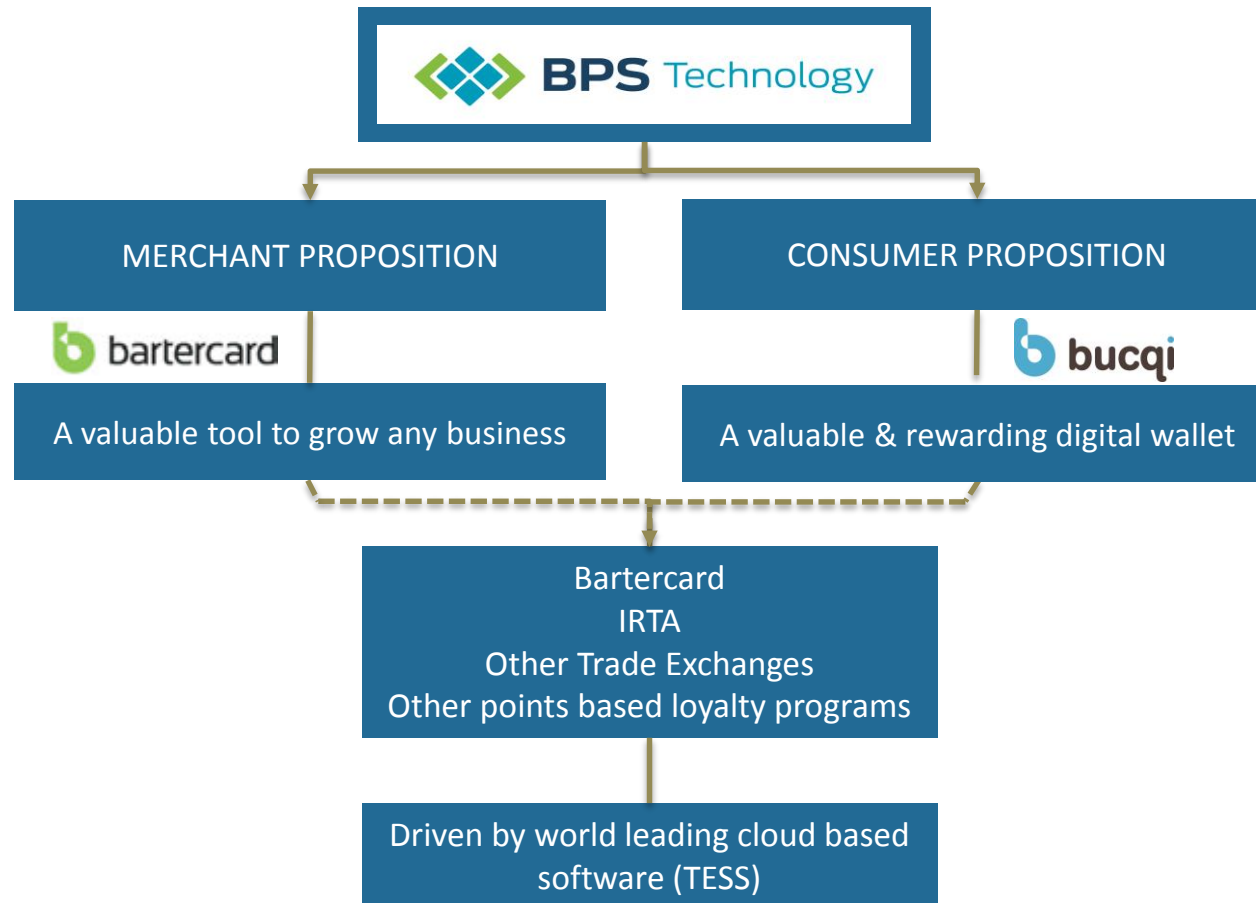 BPS Technology
MERCHANT PROPOSITION
CONSUMER PROPOSITION
bartercard
bucqi
A valuable tool to grow any business
A valuable & rewarding digital wallet
Bartercard
IRTA
Other Trade Exchanges
Other points based loyalty programs
Driven by world leading cloud based
software (TESS)